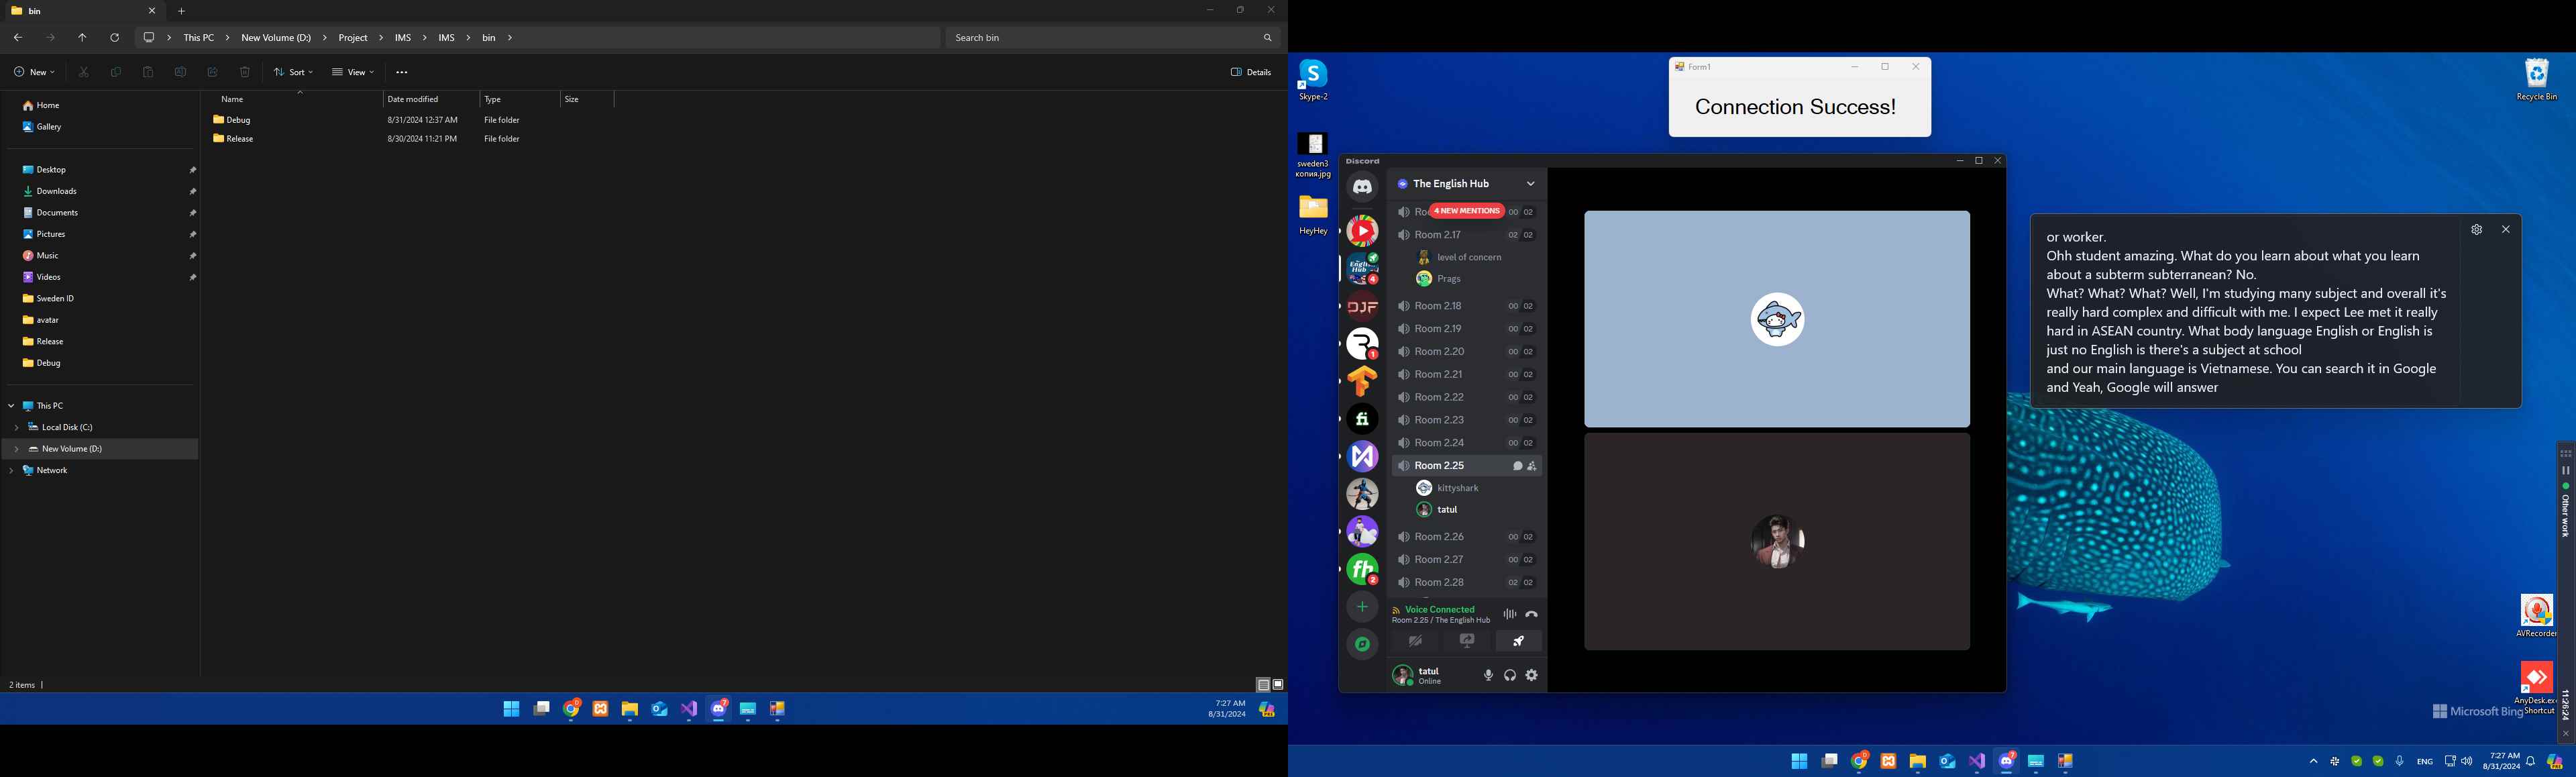 bin
This PC
New Volume (D:)
Project
IMS
IMS
bin
Search bin
New
Sort
View
Details
Name
Date modified
Type
Size
Debug
8/31/2024 12:37 AM
File folder
Release
8/30/2024 11:21 PM
File folder
Home
Gallery
Desktop
Downloads
Documents
Pictures
Music
Videos
Sweden ID
avatar
Release
Debug
This PC
Local Disk (C:)
New Volume (D:)
Network
2 items
7:27 AM
8/31/2024
Skype-2
sweden3
копия.jpg
HeyHey
Form1
Connection Success!
Recycle Bin
Discord
The English Hub
4 NEW MENTIONS
00 02
Room 2.17
02 02
level of concern
Prags
Room 2.18
00 02
Room 2.19
00 02
Room 2.20
00 02
Room 2.21
00 02
Room 2.22
00 02
Room 2.23
00 02
Room 2.24
00 02
Room 2.25
kittyshark
tatul
Room 2.26
00 02
Room 2.27
00 02
Room 2.28
02 02
Voice Connected
Room 2.25 / The English Hub
tatul
Online
English
Hub
4
DJF
1
fi
fh
2
or worker.
Ohh student amazing. What do you learn about what you learn
about a subterm subterranean? No.
What? What? What? Well, I'm studying many subject and overall it's
really hard complex and difficult with me. I expect Lee met it really
hard in ASEAN country. What body language English or English is
just no English is there's a subject at school
and our main language is Vietnamese. You can search it in Google
and Yeah, Google will answer
Other work
11:26:24
AVRecorder
AnyDesk.exe
Shortcut
Microsoft Bing
ENG
7:27 AM
8/31/2024